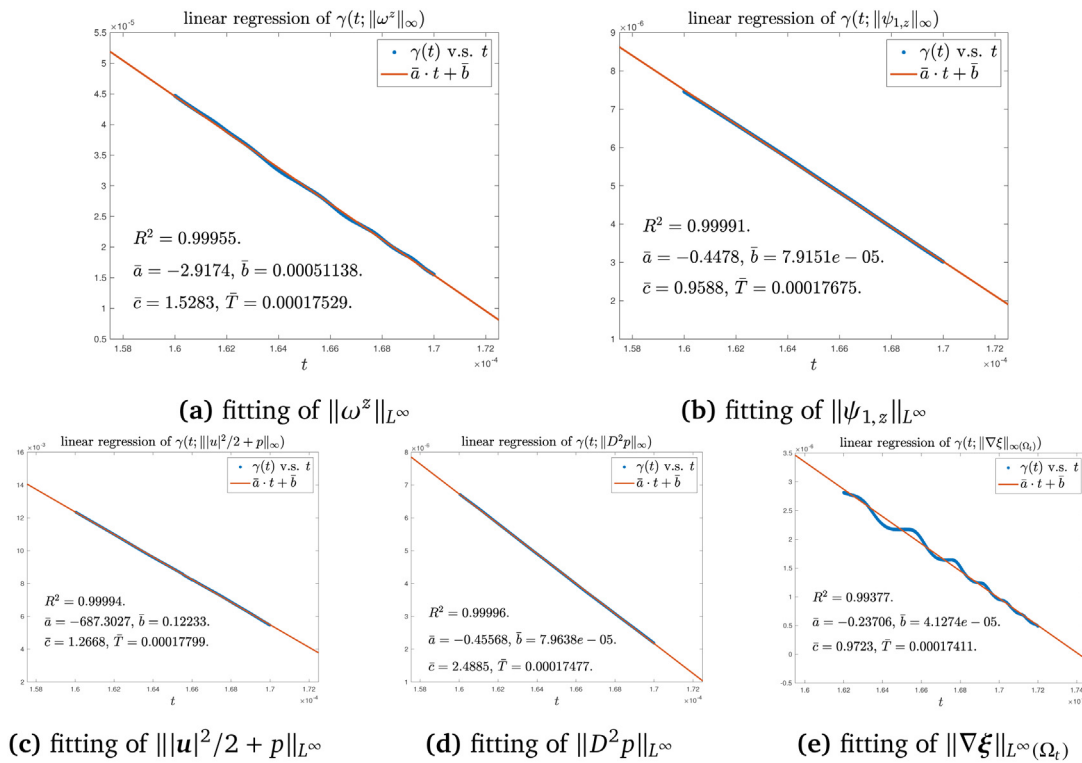 linear regression of γ(t; ‖ω^z‖_∞)
×10^-5
5.5
5
4.5
4
3.5
3
2.5
2
1.5
1
0.5
γ(t) v.s. t
ā · t + b̄
R² = 0.99955.
ā = −2.9174, b̄ = 0.00051138.
c̄ = 1.5283, T̄ = 0.00017529.
1.58 1.6 1.62 1.64 1.66 1.68 1.7 1.72
×10^-4
t
(a) fitting of ‖ω^z‖_{L^∞}
linear regression of γ(t; ‖ψ_{1,z}‖_∞)
×10^-6
9
8
7
6
5
4
3
2
1
γ(t) v.s. t
ā · t + b̄
R² = 0.99991.
ā = −0.4478, b̄ = 7.9151e − 05.
c̄ = 0.9588, T̄ = 0.00017675.
1.58 1.6 1.62 1.64 1.66 1.68 1.7 1.72
×10^-4
t
(b) fitting of ‖ψ_{1,z}‖_{L^∞}
linear regression of γ(t; ‖|u|²/2 + p‖_∞)
×10^-3
16
14
12
10
8
6
4
2
γ(t) v.s. t
ā · t + b̄
R² = 0.99994.
ā = −687.3027, b̄ = 0.12233.
c̄ = 1.2668, T̄ = 0.00017799.
1.58 1.6 1.62 1.64 1.66 1.68 1.7 1.72
×10^-4
t
(c) fitting of ‖|u|²/2 + p‖_{L^∞}
linear regression of γ(t; ‖D²p‖_∞)
×10^-6
8
7
6
5
4
3
2
1
γ(t) v.s. t
ā · t + b̄
R² = 0.99996.
ā = −0.45568, b̄ = 7.9638e − 05.
c̄ = 2.4885, T̄ = 0.00017477.
1.58 1.6 1.62 1.64 1.66 1.68 1.7 1.72
×10^-4
t
(d) fitting of ‖D²p‖_{L^∞}
linear regression of γ(t; ‖∇ξ‖_{∞(Ω_t)})
×10^-6
3.5
3
2.5
2
1.5
1
0.5
0
-0.5
γ(t) v.s. t
ā · t + b̄
R² = 0.99377.
ā = −0.23706, b̄ = 4.1274e − 05.
c̄ = 0.9723, T̄ = 0.00017411.
1.6 1.62 1.64 1.66 1.68 1.7 1.72 1.74
t
(e) fitting of ‖∇ξ‖_{L^∞(Ω_t)}